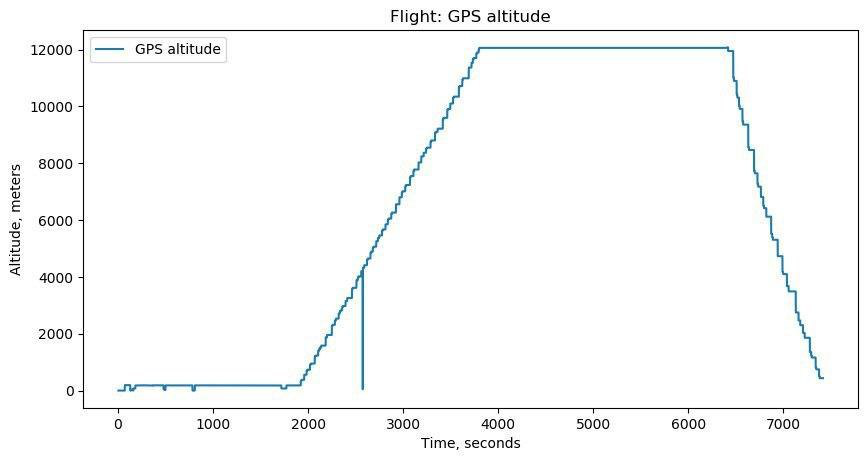 Flight: GPS altitude
GPS altitude
12000
10000
8000
6000
4000
2000
0
Altitude, meters
0 1000 2000 3000 4000 5000 6000 7000
Time, seconds